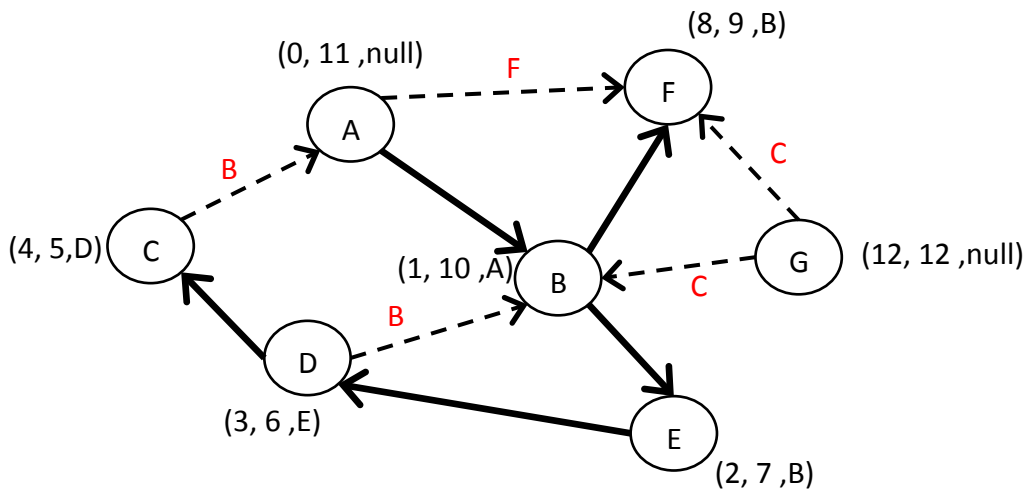 (8, 9 ,B)
(0, 11 ,null)
F
F
A
B
C
C
(4, 5,D)
G
(12, 12 ,null)
(1, 10 ,A)
B
C
B
D
(3, 6 ,E)
E
(2, 7 ,B)